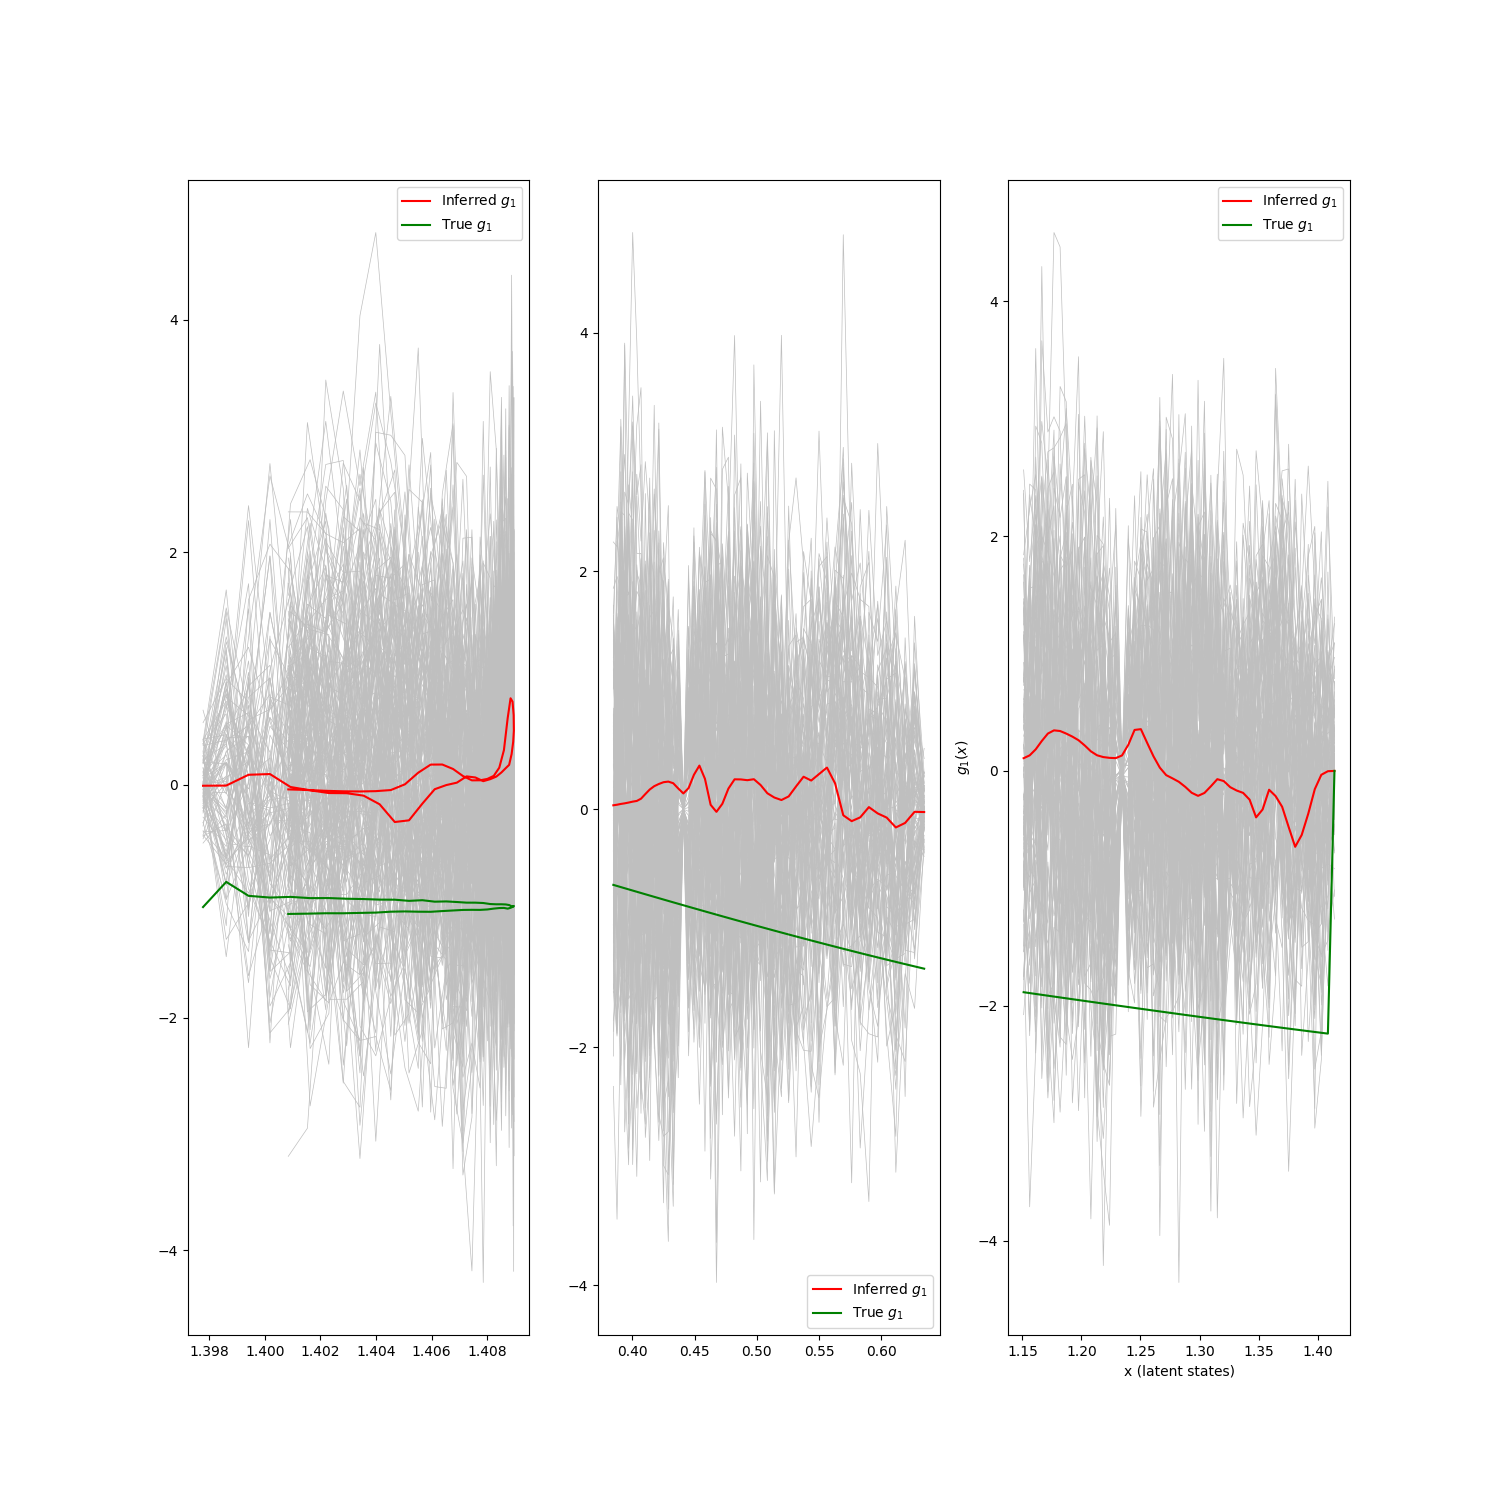 Inferred g₁
True g₁
4
2
0
−2
−4
1.398 1.400 1.402 1.404 1.406 1.408
4
2
0
−2
−4
Inferred g₁
True g₁
0.40 0.45 0.50 0.55 0.60
Inferred g₁
True g₁
g₁(x)
4
2
0
−2
−4
1.15 1.20 1.25 1.30 1.35 1.40
x (latent states)